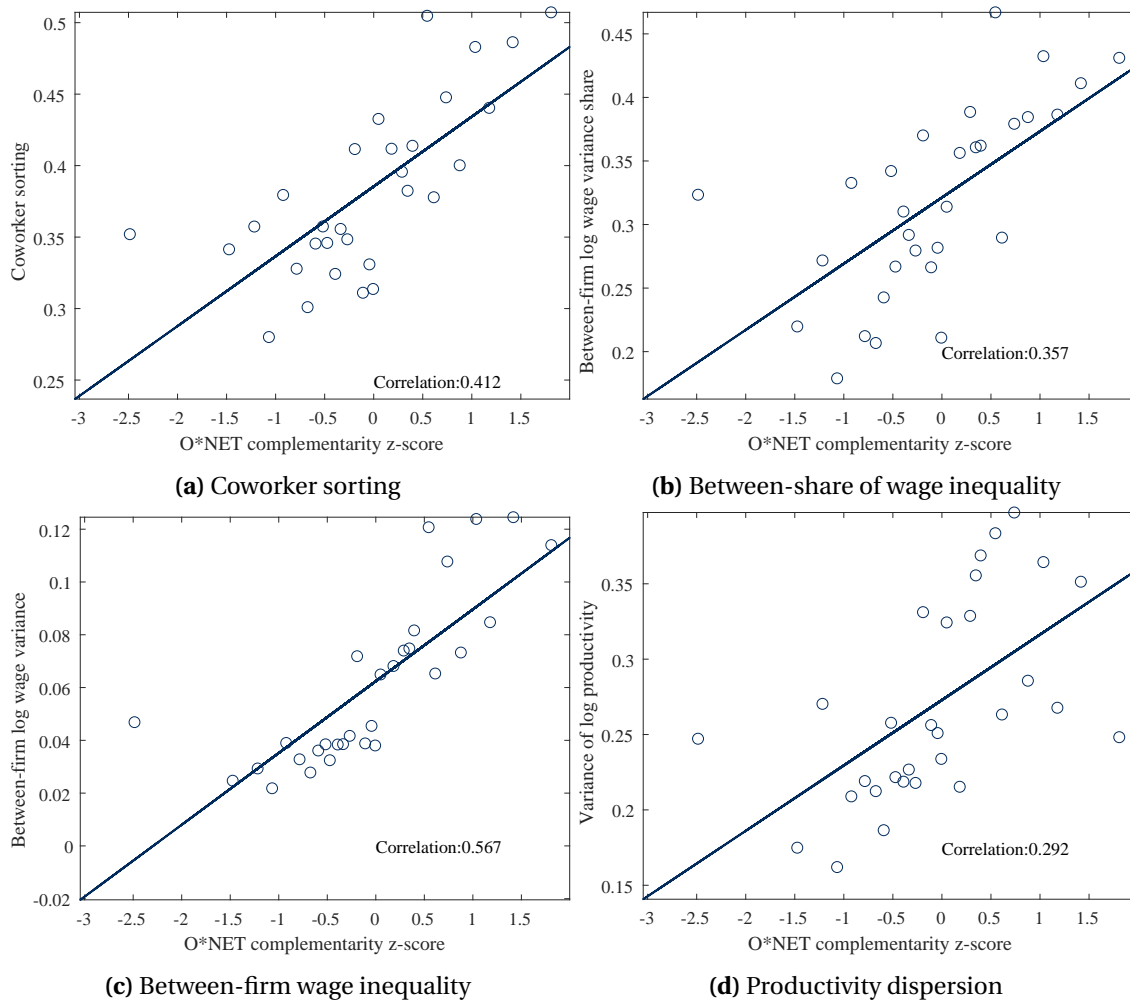 0.5
0.45
0.4
0.35
0.3
0.25
Coworker sorting
Correlation:0.412
-3 -2.5 -2 -1.5 -1 -0.5 0 0.5 1 1.5
O*NET complementarity z-score
(a) Coworker sorting
0.45
0.4
0.35
0.3
0.25
0.2
Between-firm log wage variance share
Correlation:0.357
-3 -2.5 -2 -1.5 -1 -0.5 0 0.5 1 1.5
O*NET complementarity z-score
(b) Between-share of wage inequality
0.12
0.1
0.08
0.06
0.04
0.02
0
-0.02
Between-firm log wage variance
Correlation:0.567
-3 -2.5 -2 -1.5 -1 -0.5 0 0.5 1 1.5
O*NET complementarity z-score
(c) Between-firm wage inequality
0.35
0.3
0.25
0.2
0.15
Variance of log productivity
Correlation:0.292
-3 -2.5 -2 -1.5 -1 -0.5 0 0.5 1 1.5
O*NET complementarity z-score
(d) Productivity dispersion